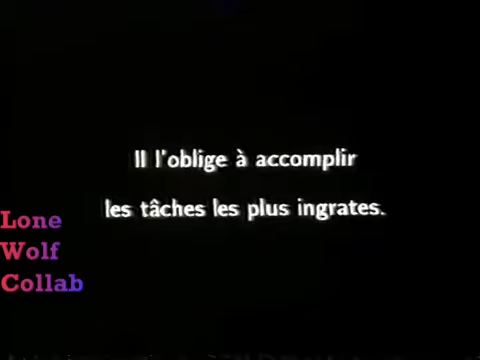 Il l'oblige à accomplir
les tâches les plus ingrates.
Lone
Wolf
Collab